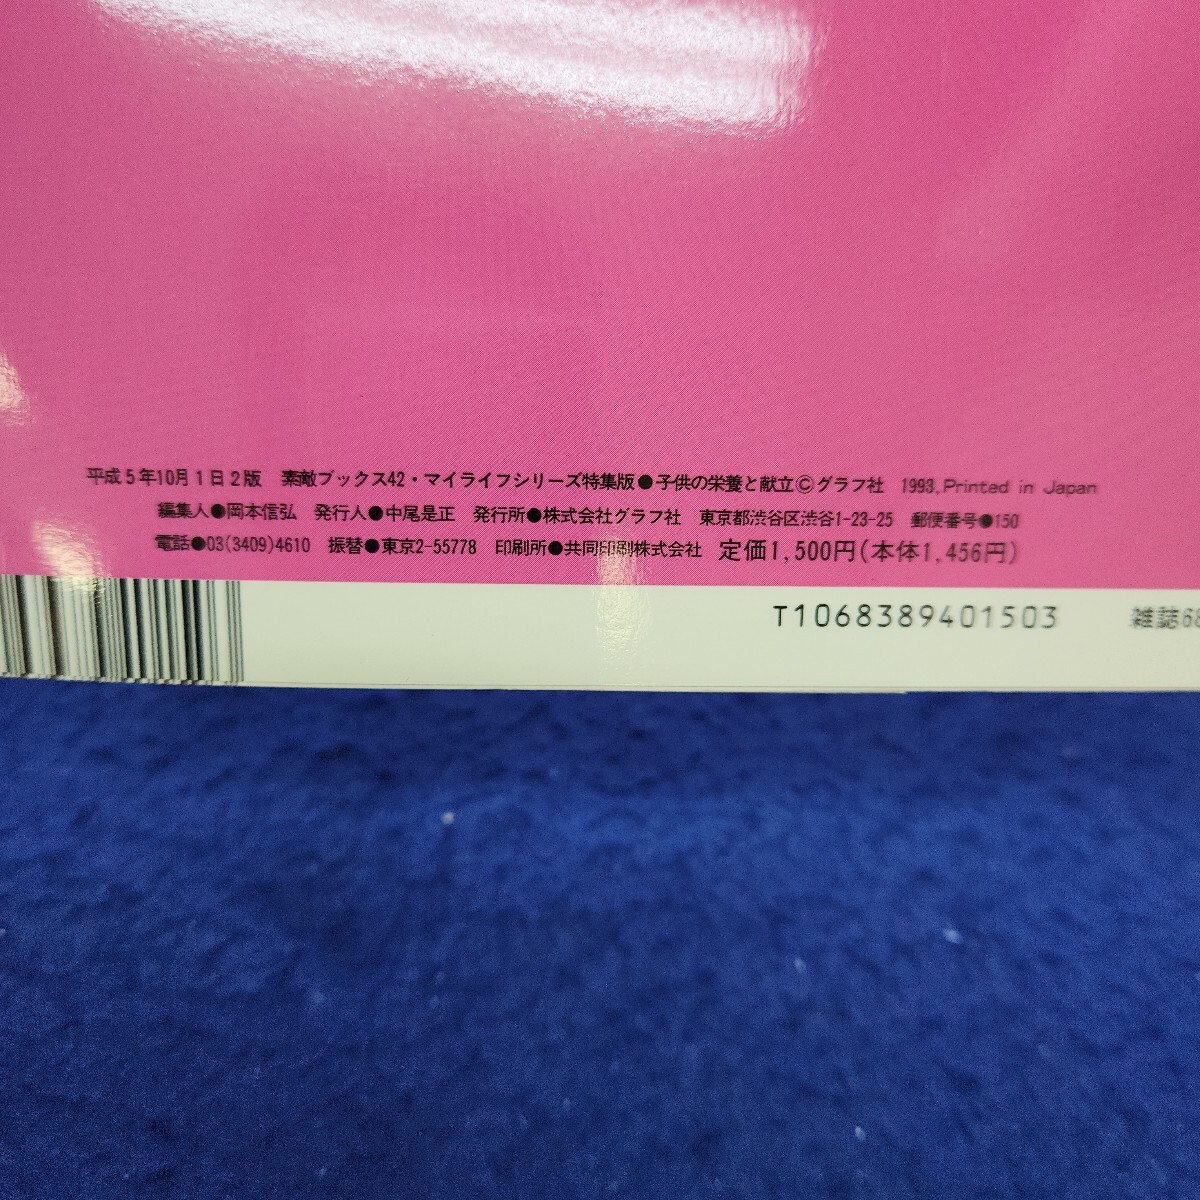 平成5年10月1日2版　素敵ブックス42・マイライフシリーズ特集版●子供の栄養と献立©グラフ社　1993, Printed in Japan
編集人●岡本信弘　発行人●中尾是正　発行所●株式会社グラフ社　東京都渋谷区渋谷1-23-25　郵便番号●150
電話●03(3409)4610　振替●東京2-55778　印刷所●共同印刷株式会社　定価1,500円(本体1,456円)
T1068389401503　雑誌68